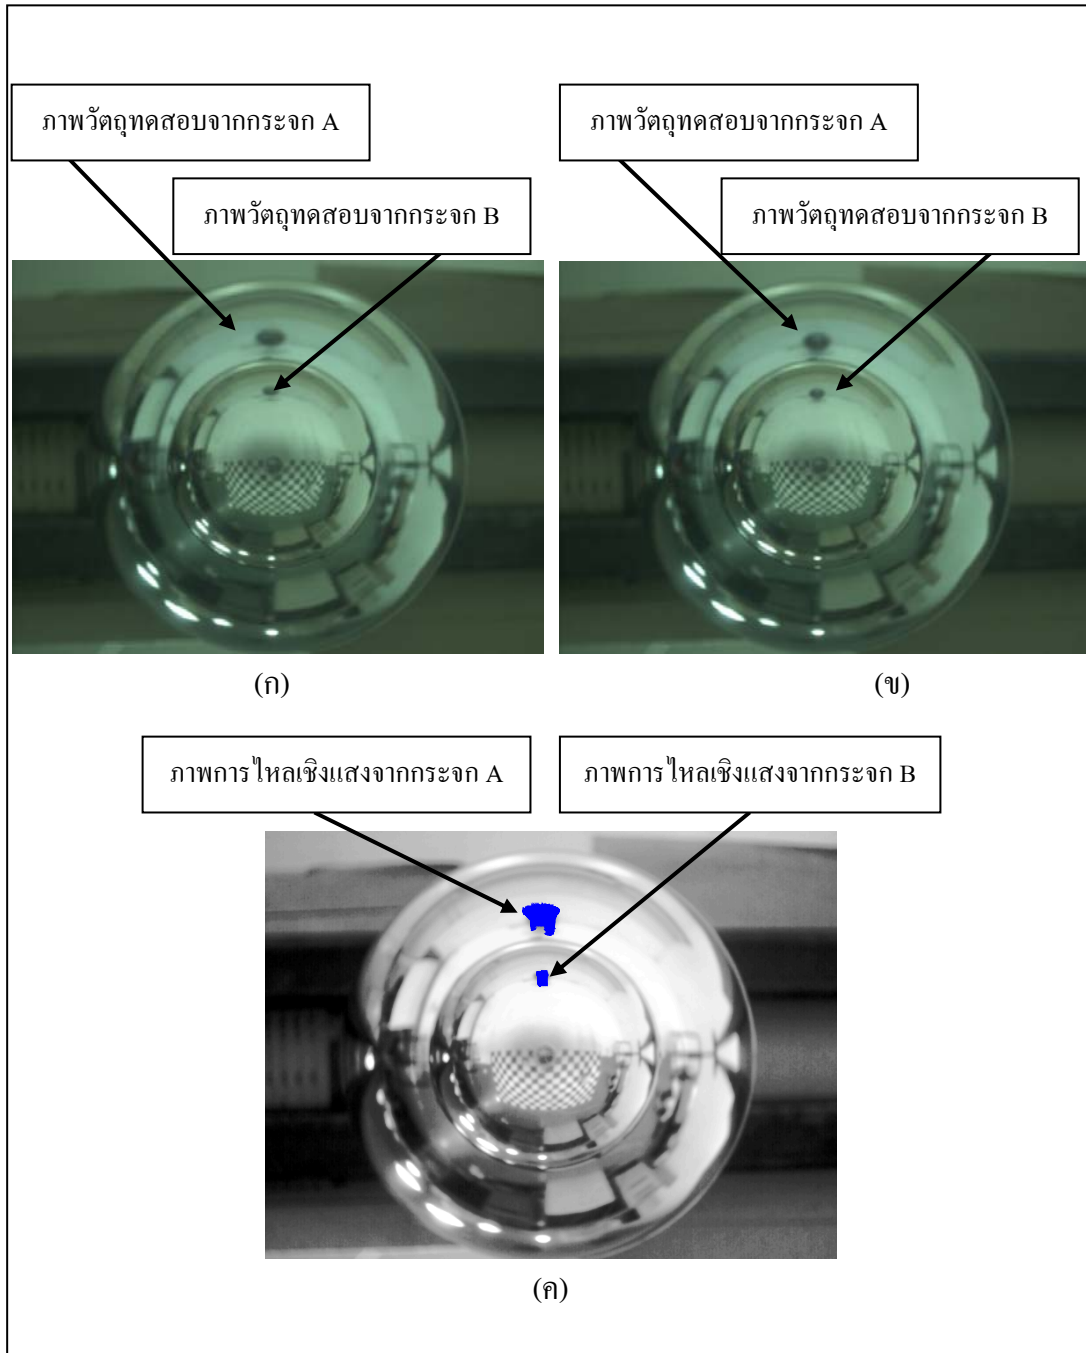 ภาพวัตถุทดสอบจากกระจก A
ภาพวัตถุทดสอบจากกระจก A
ภาพวัตถุทดสอบจากกระจก B
ภาพวัตถุทดสอบจากกระจก B
(ก)
(ข)
ภาพการไหลเชิงแสงจากกระจก A
ภาพการไหลเชิงแสงจากกระจก B
(ค)